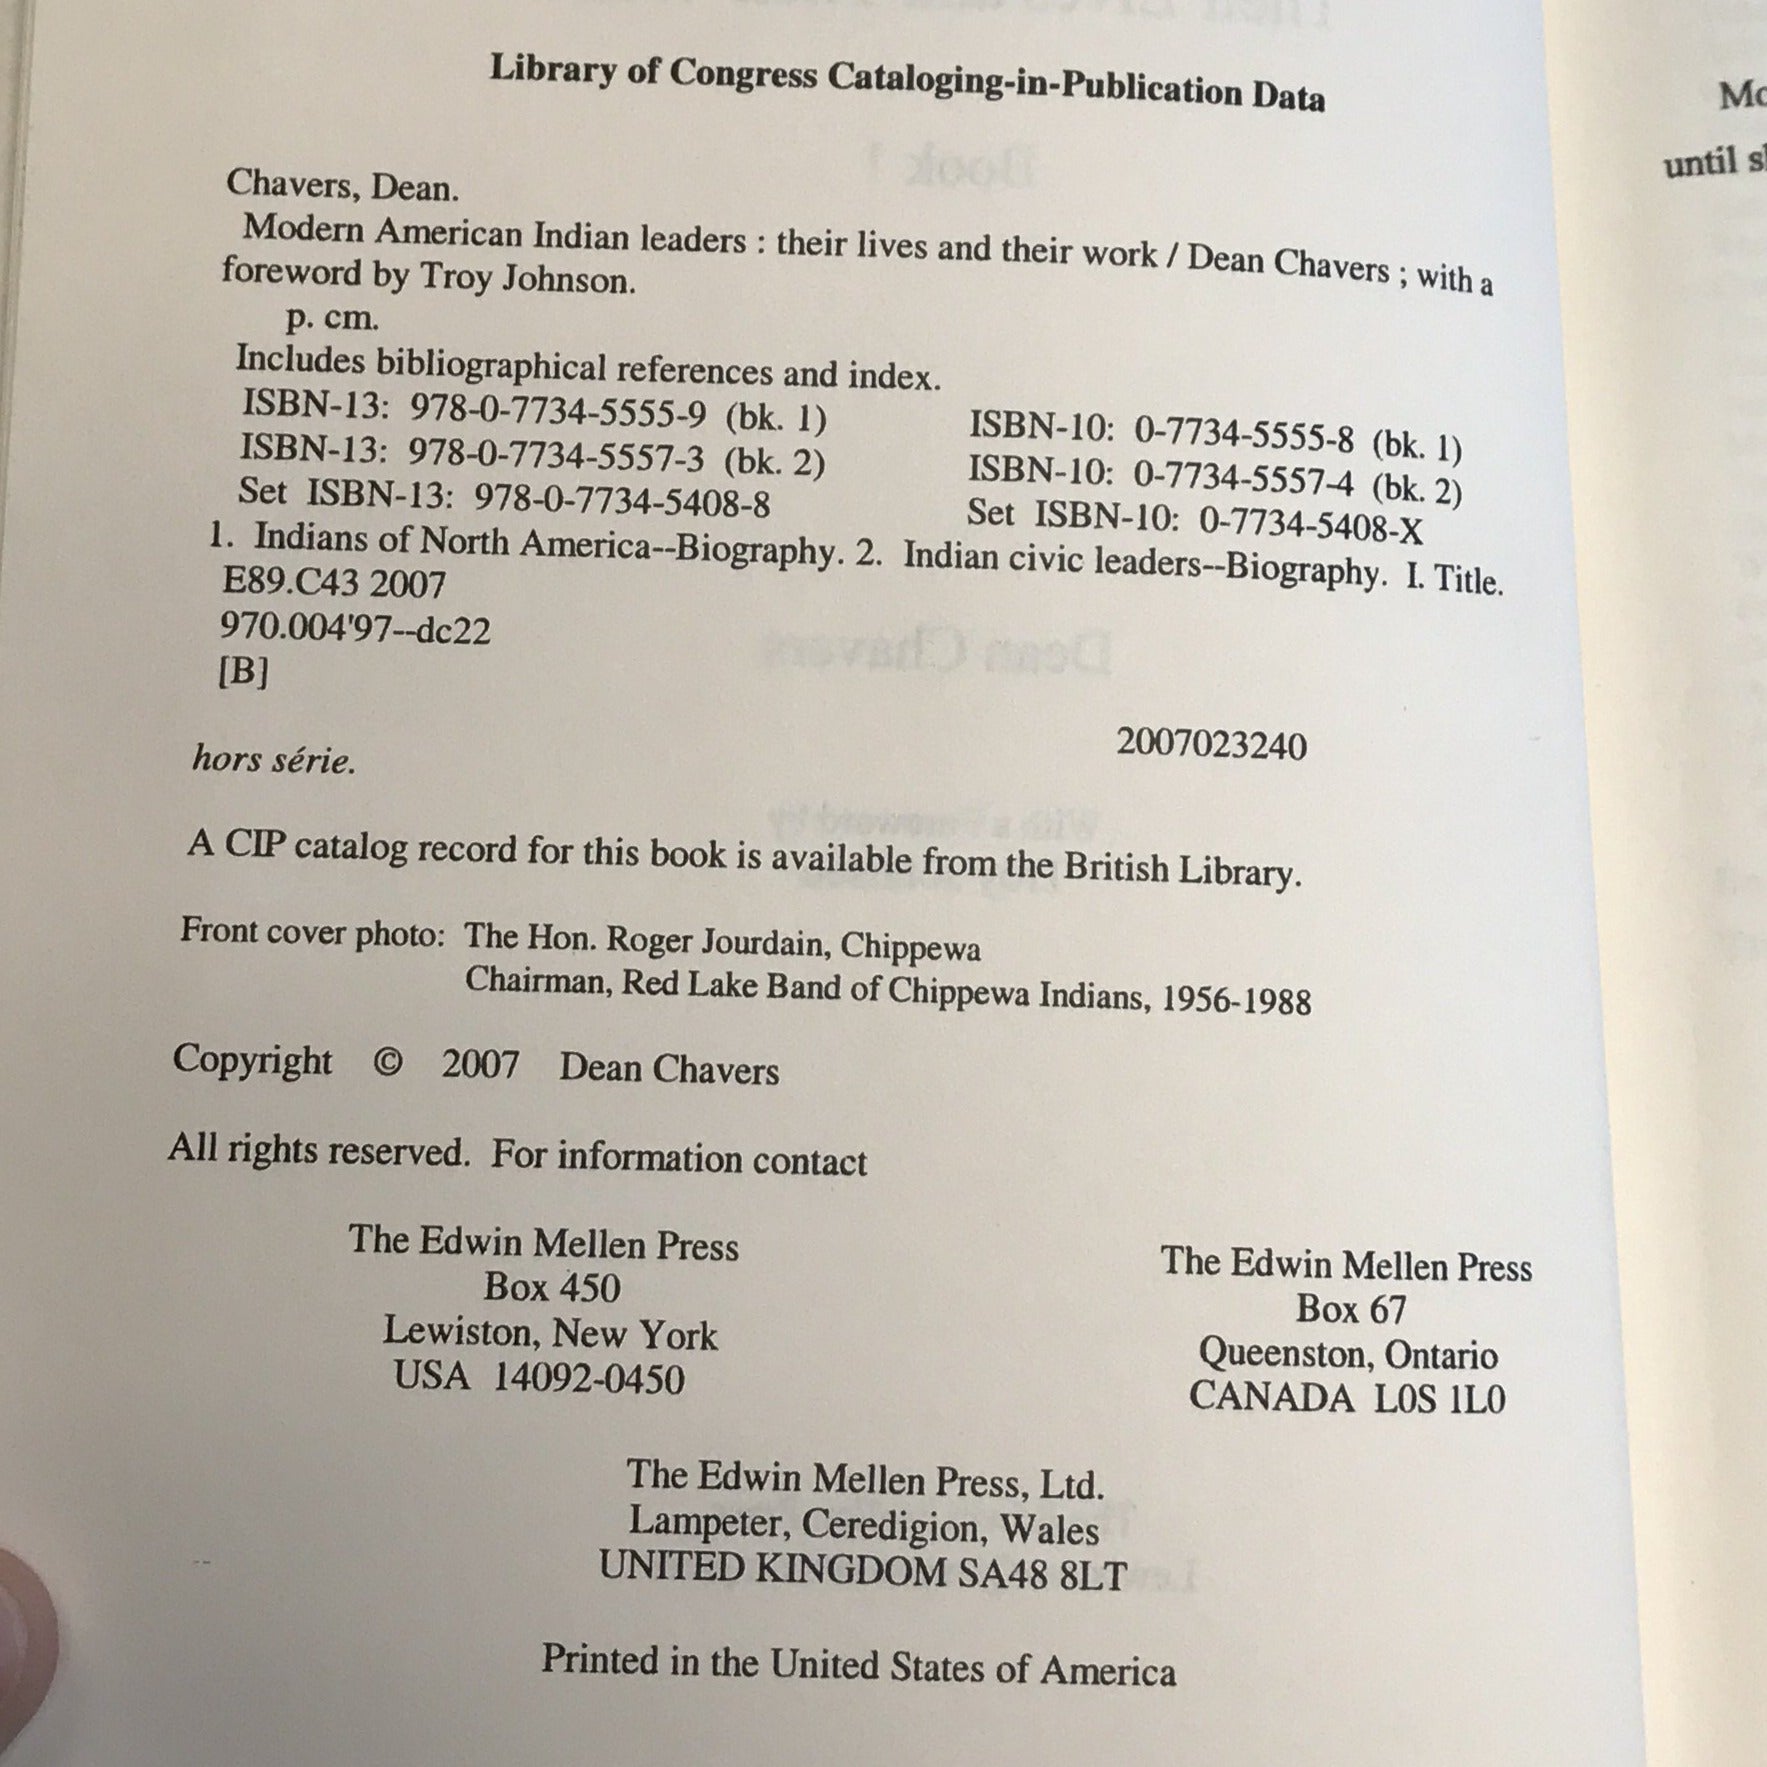 Library of Congress Cataloging-in-Publication Data
Chavers, Dean.
Modern American Indian leaders : their lives and their work / Dean Chavers ; with a
foreword by Troy Johnson.
p. cm.
Includes bibliographical references and index.
ISBN-13: 978-0-7734-5555-9 (bk. 1) ISBN-10: 0-7734-5555-8 (bk. 1)
ISBN-13: 978-0-7734-5557-3 (bk. 2) ISBN-10: 0-7734-5557-4 (bk. 2)
Set ISBN-13: 978-0-7734-5408-8 Set ISBN-10: 0-7734-5408-X
1. Indians of North America--Biography. 2. Indian civic leaders--Biography. I. Title.
E89.C43 2007
970.004'97--dc22
[B]
2007023240
hors série.
A CIP catalog record for this book is available from the British Library.
Front cover photo: The Hon. Roger Jourdain, Chippewa
Chairman, Red Lake Band of Chippewa Indians, 1956-1988
Copyright © 2007 Dean Chavers
All rights reserved. For information contact
The Edwin Mellen Press
Box 450
Lewiston, New York
USA 14092-0450
The Edwin Mellen Press
Box 67
Queenston, Ontario
CANADA L0S 1L0
The Edwin Mellen Press, Ltd.
Lampeter, Ceredigion, Wales
UNITED KINGDOM SA48 8LT
Printed in the United States of America
until